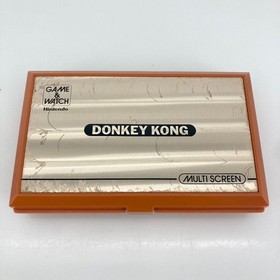 GAME
&
WATCH
Nintendo
DONKEY KONG
MULTI SCREEN